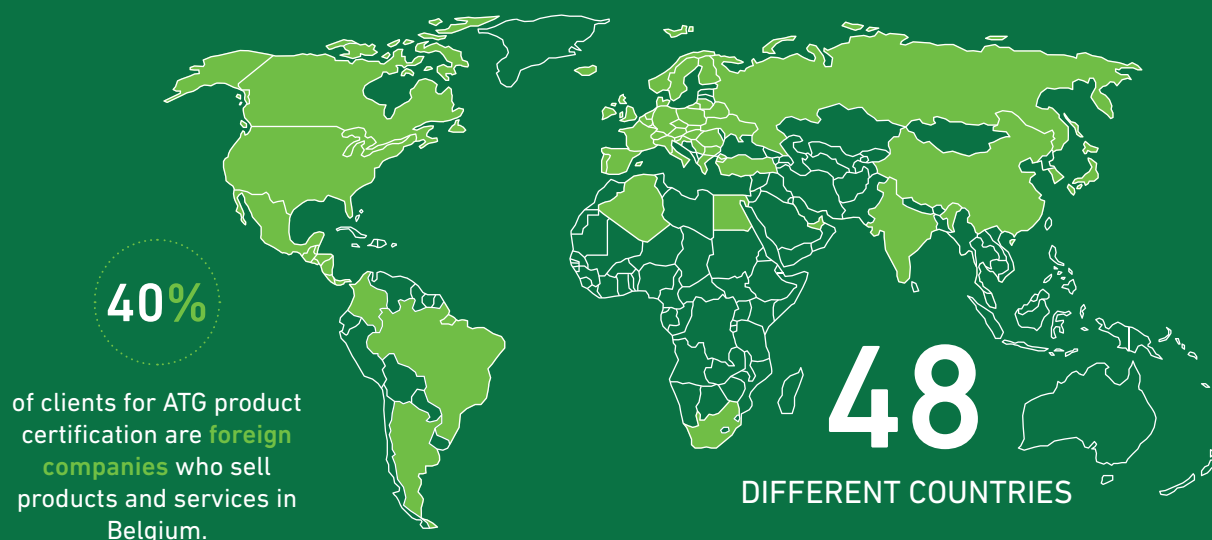 40%
of clients for ATG product
certification are foreign
companies who sell
products and services in
Belgium.
48
DIFFERENT COUNTRIES